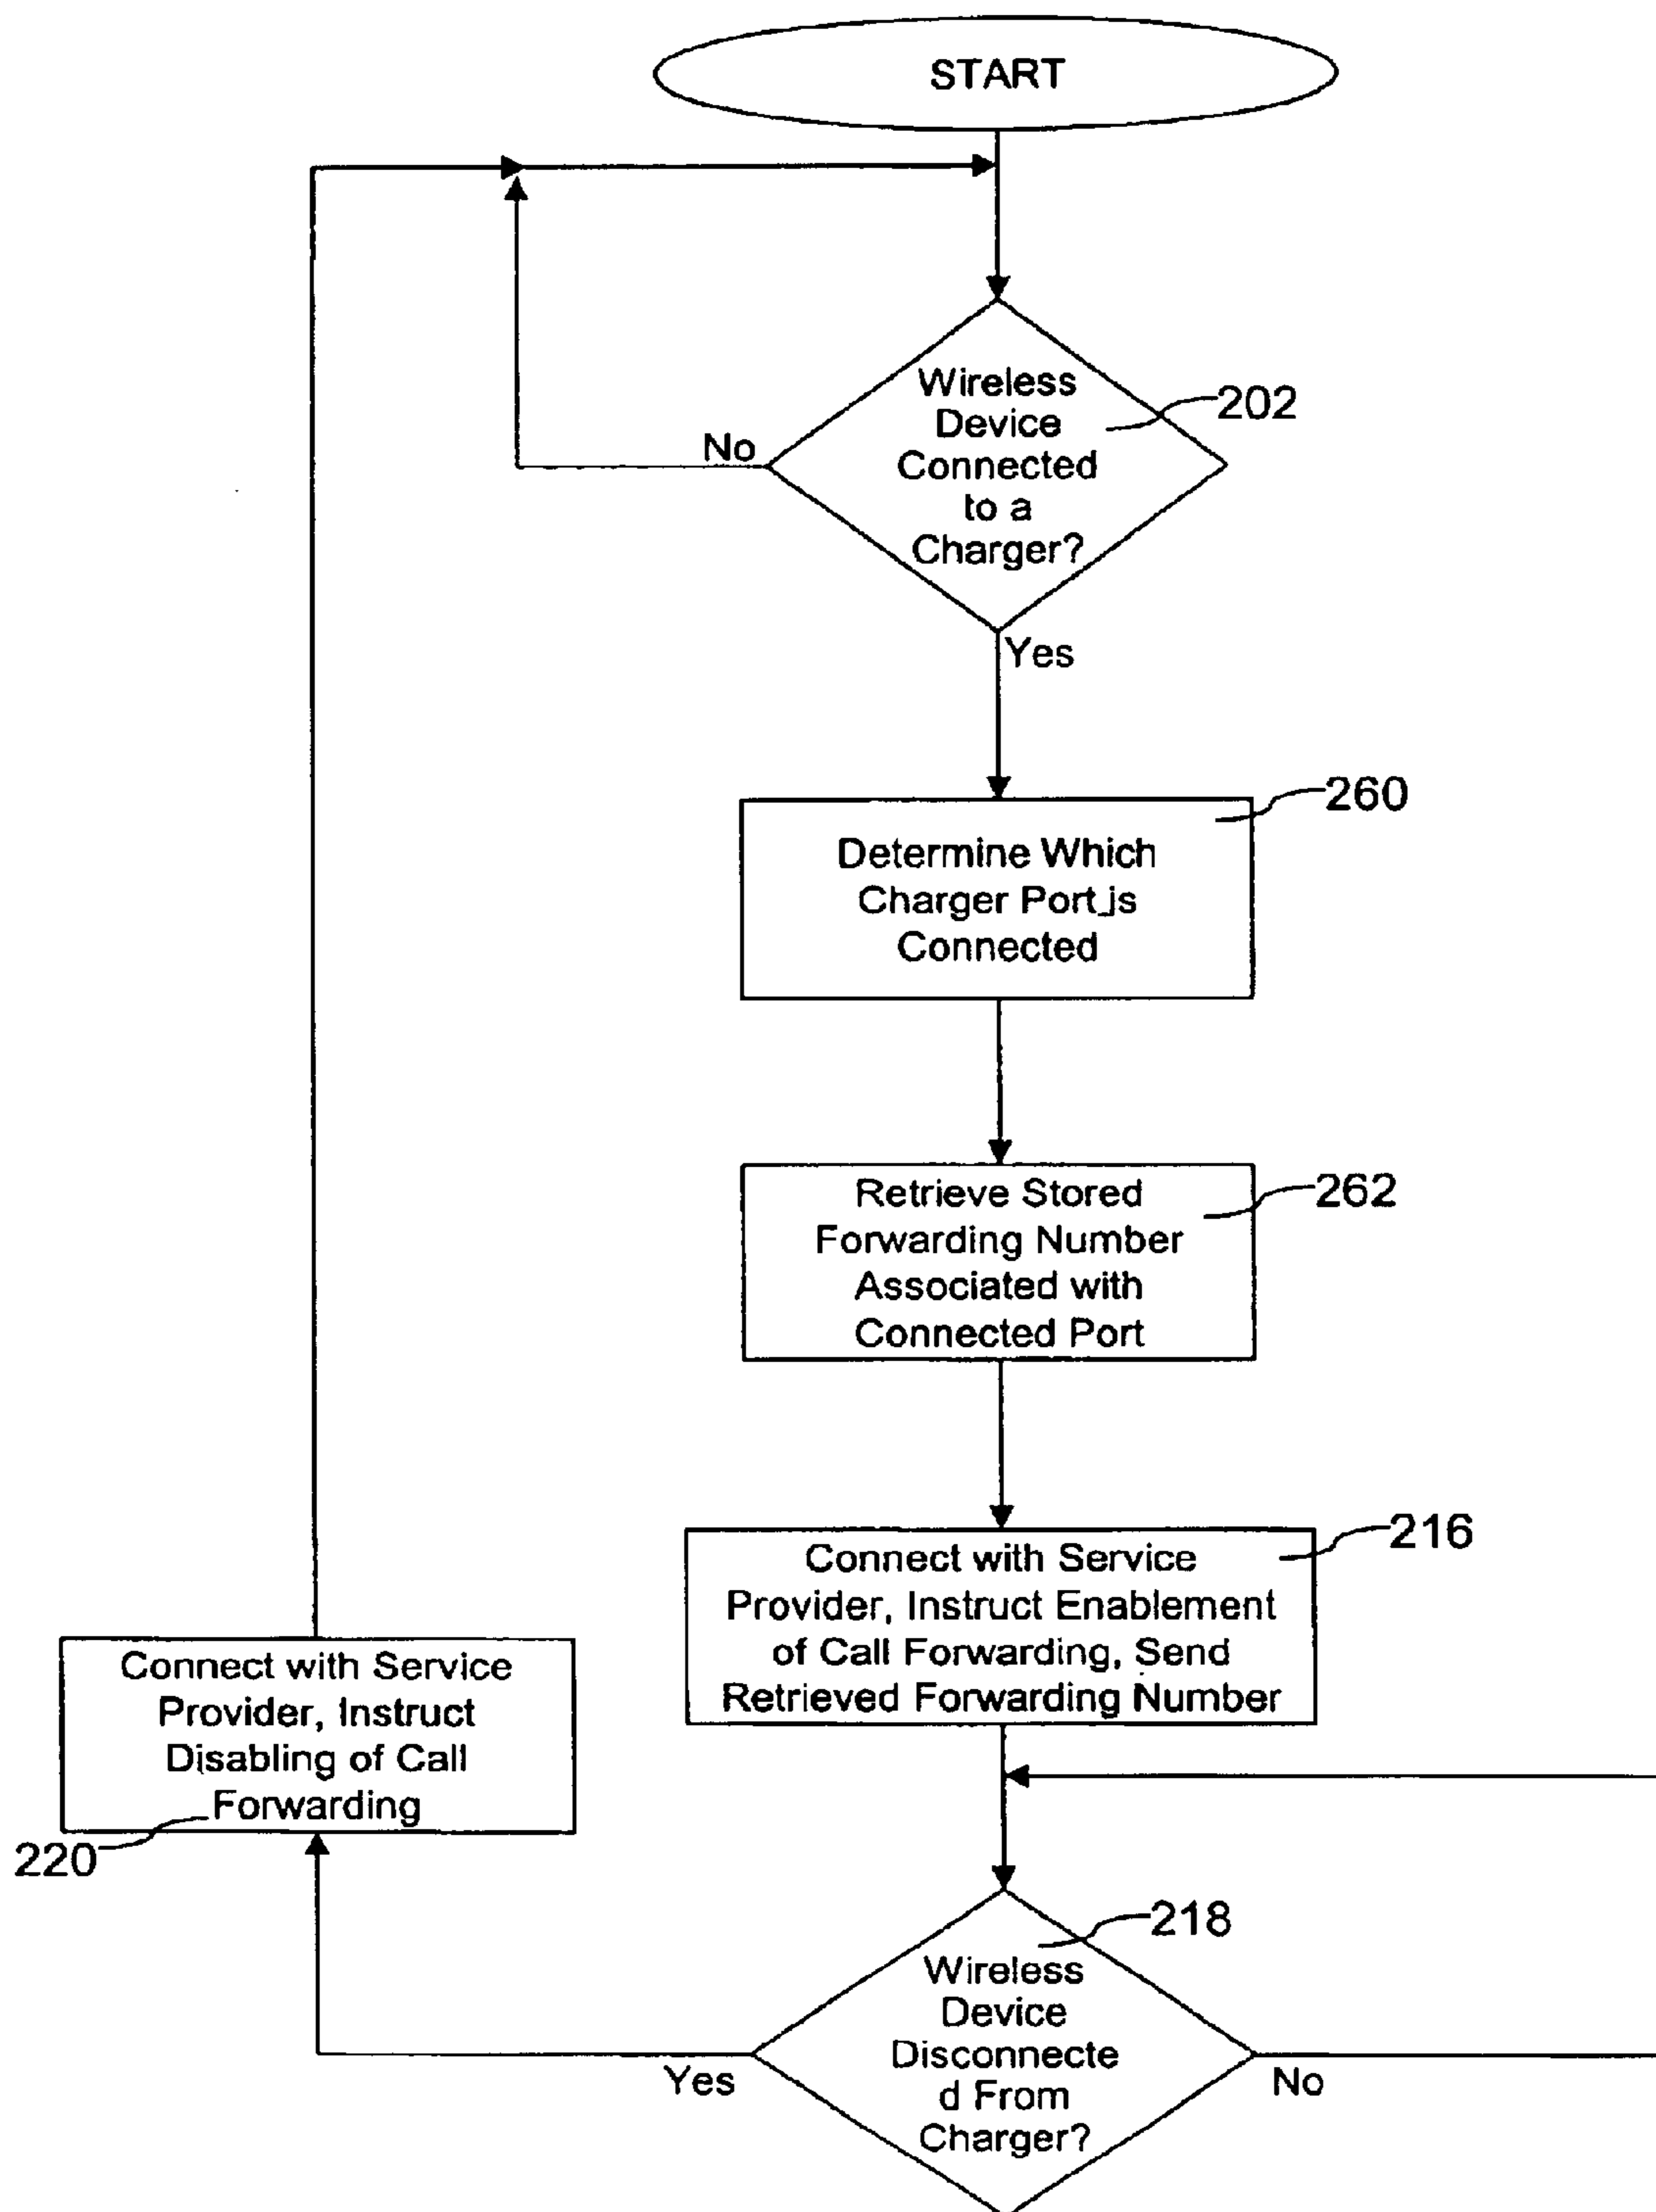 START
Wireless
Device
Connected
to a
Charger?
202
No
Yes
260
Determine Which
Charger Port is
Connected
262
Retrieve Stored
Forwarding Number
Associated with
Connected Port
216
Connect with Service
Provider, Instruct Enablement
of Call Forwarding, Send
Retrieved Forwarding Number
Connect with Service
Provider, Instruct
Disabling of Call
Forwarding
220
218
Wireless
Device
Disconnecte
d From
Charger?
Yes
No